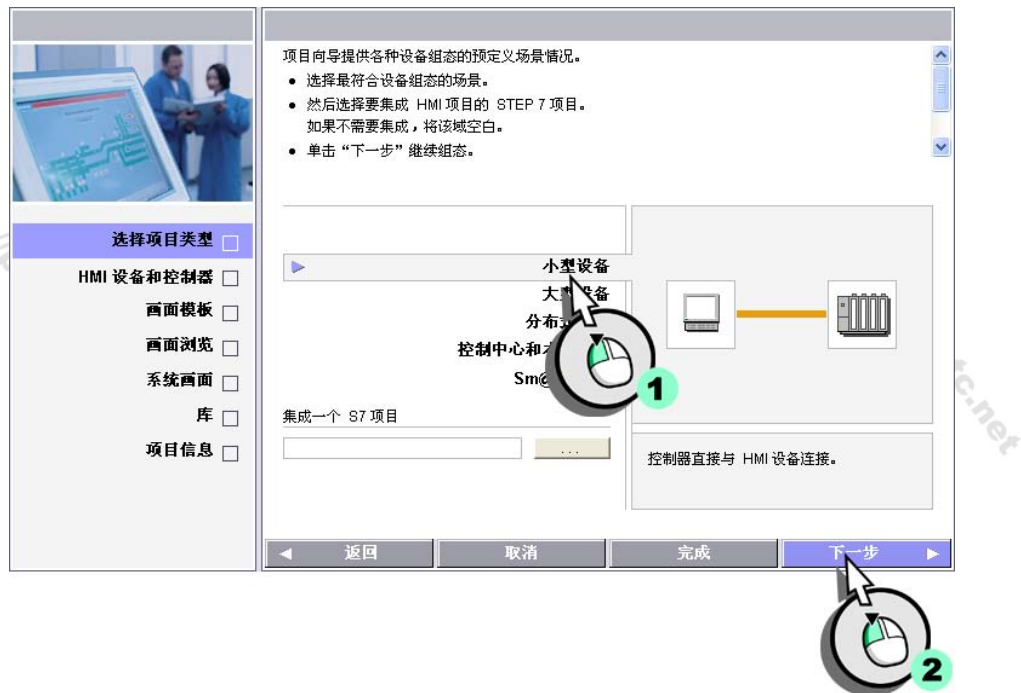 项目向导提供各种设备组态的预定义场景情况。
• 选择最符合设备组态的场景。
• 然后选择要集成 HMI 项目的 STEP 7 项目。
如果不需要集成，将该域空白。
• 单击“下一步”继续组态。
选择项目类型
HMI 设备和控制器
画面模板
画面浏览
系统画面
库
项目信息
小型设备
大型设备
分布式
控制中心和
集成一个 S7 项目
...
控制器直接与 HMI 设备连接。
返回
取消
完成
下一步
1
2